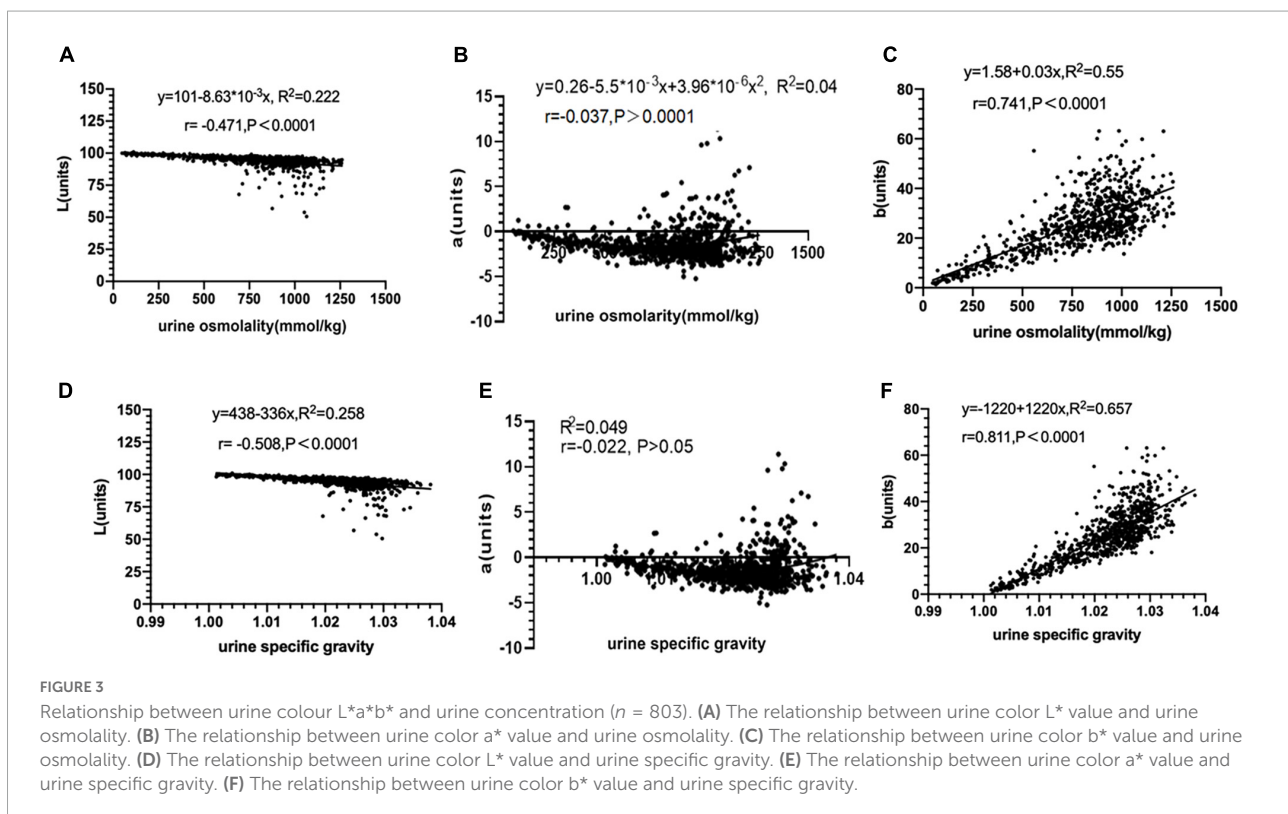 A
y=101-8.63*10⁻³x, R²=0.222
r= -0.471,P<0.0001
150
125
100
75
50
25
0
L(units)
0 250 500 750 1000 1250 1500
urine osmolality(mmol/kg)
B
y=0.26-5.5*10⁻³x+3.96*10⁻⁶x², R²=0.04
r=-0.037,P>0.0001
15
10
5
0
-5
-10
a(units)
250 1250 1500
urine osmolarity(mmol/kg)
C
y=1.58+0.03x,R²=0.55
r=0.741,P<0.0001
80
60
40
20
0
b(units)
0 250 500 750 1000 1250 1500
urine osmolality(mmol/kg)
D
y=438-336x,R²=0.258
r= -0.508,P<0.0001
150
125
100
75
50
25
0
L(units)
0.99 1.00 1.01 1.02 1.03 1.04
urine specific gravity
E
R²=0.049
r=-0.022, P>0.05
15
10
5
0
-5
-10
a(units)
1.00 1.01 1.04
urine specific gravity
F
y=-1220+1220x,R²=0.657
r=0.811,P<0.0001
80
60
40
20
0
b(units)
0.99 1.00 1.01 1.02 1.03 1.04
urine specific gravity
FIGURE 3
Relationship between urine colour L*a*b* and urine concentration (n = 803). (A) The relationship between urine color L* value and urine
osmolality. (B) The relationship between urine color a* value and urine osmolality. (C) The relationship between urine color b* value and urine
osmolality. (D) The relationship between urine color L* value and urine specific gravity. (E) The relationship between urine color a* value and
urine specific gravity. (F) The relationship between urine color b* value and urine specific gravity.